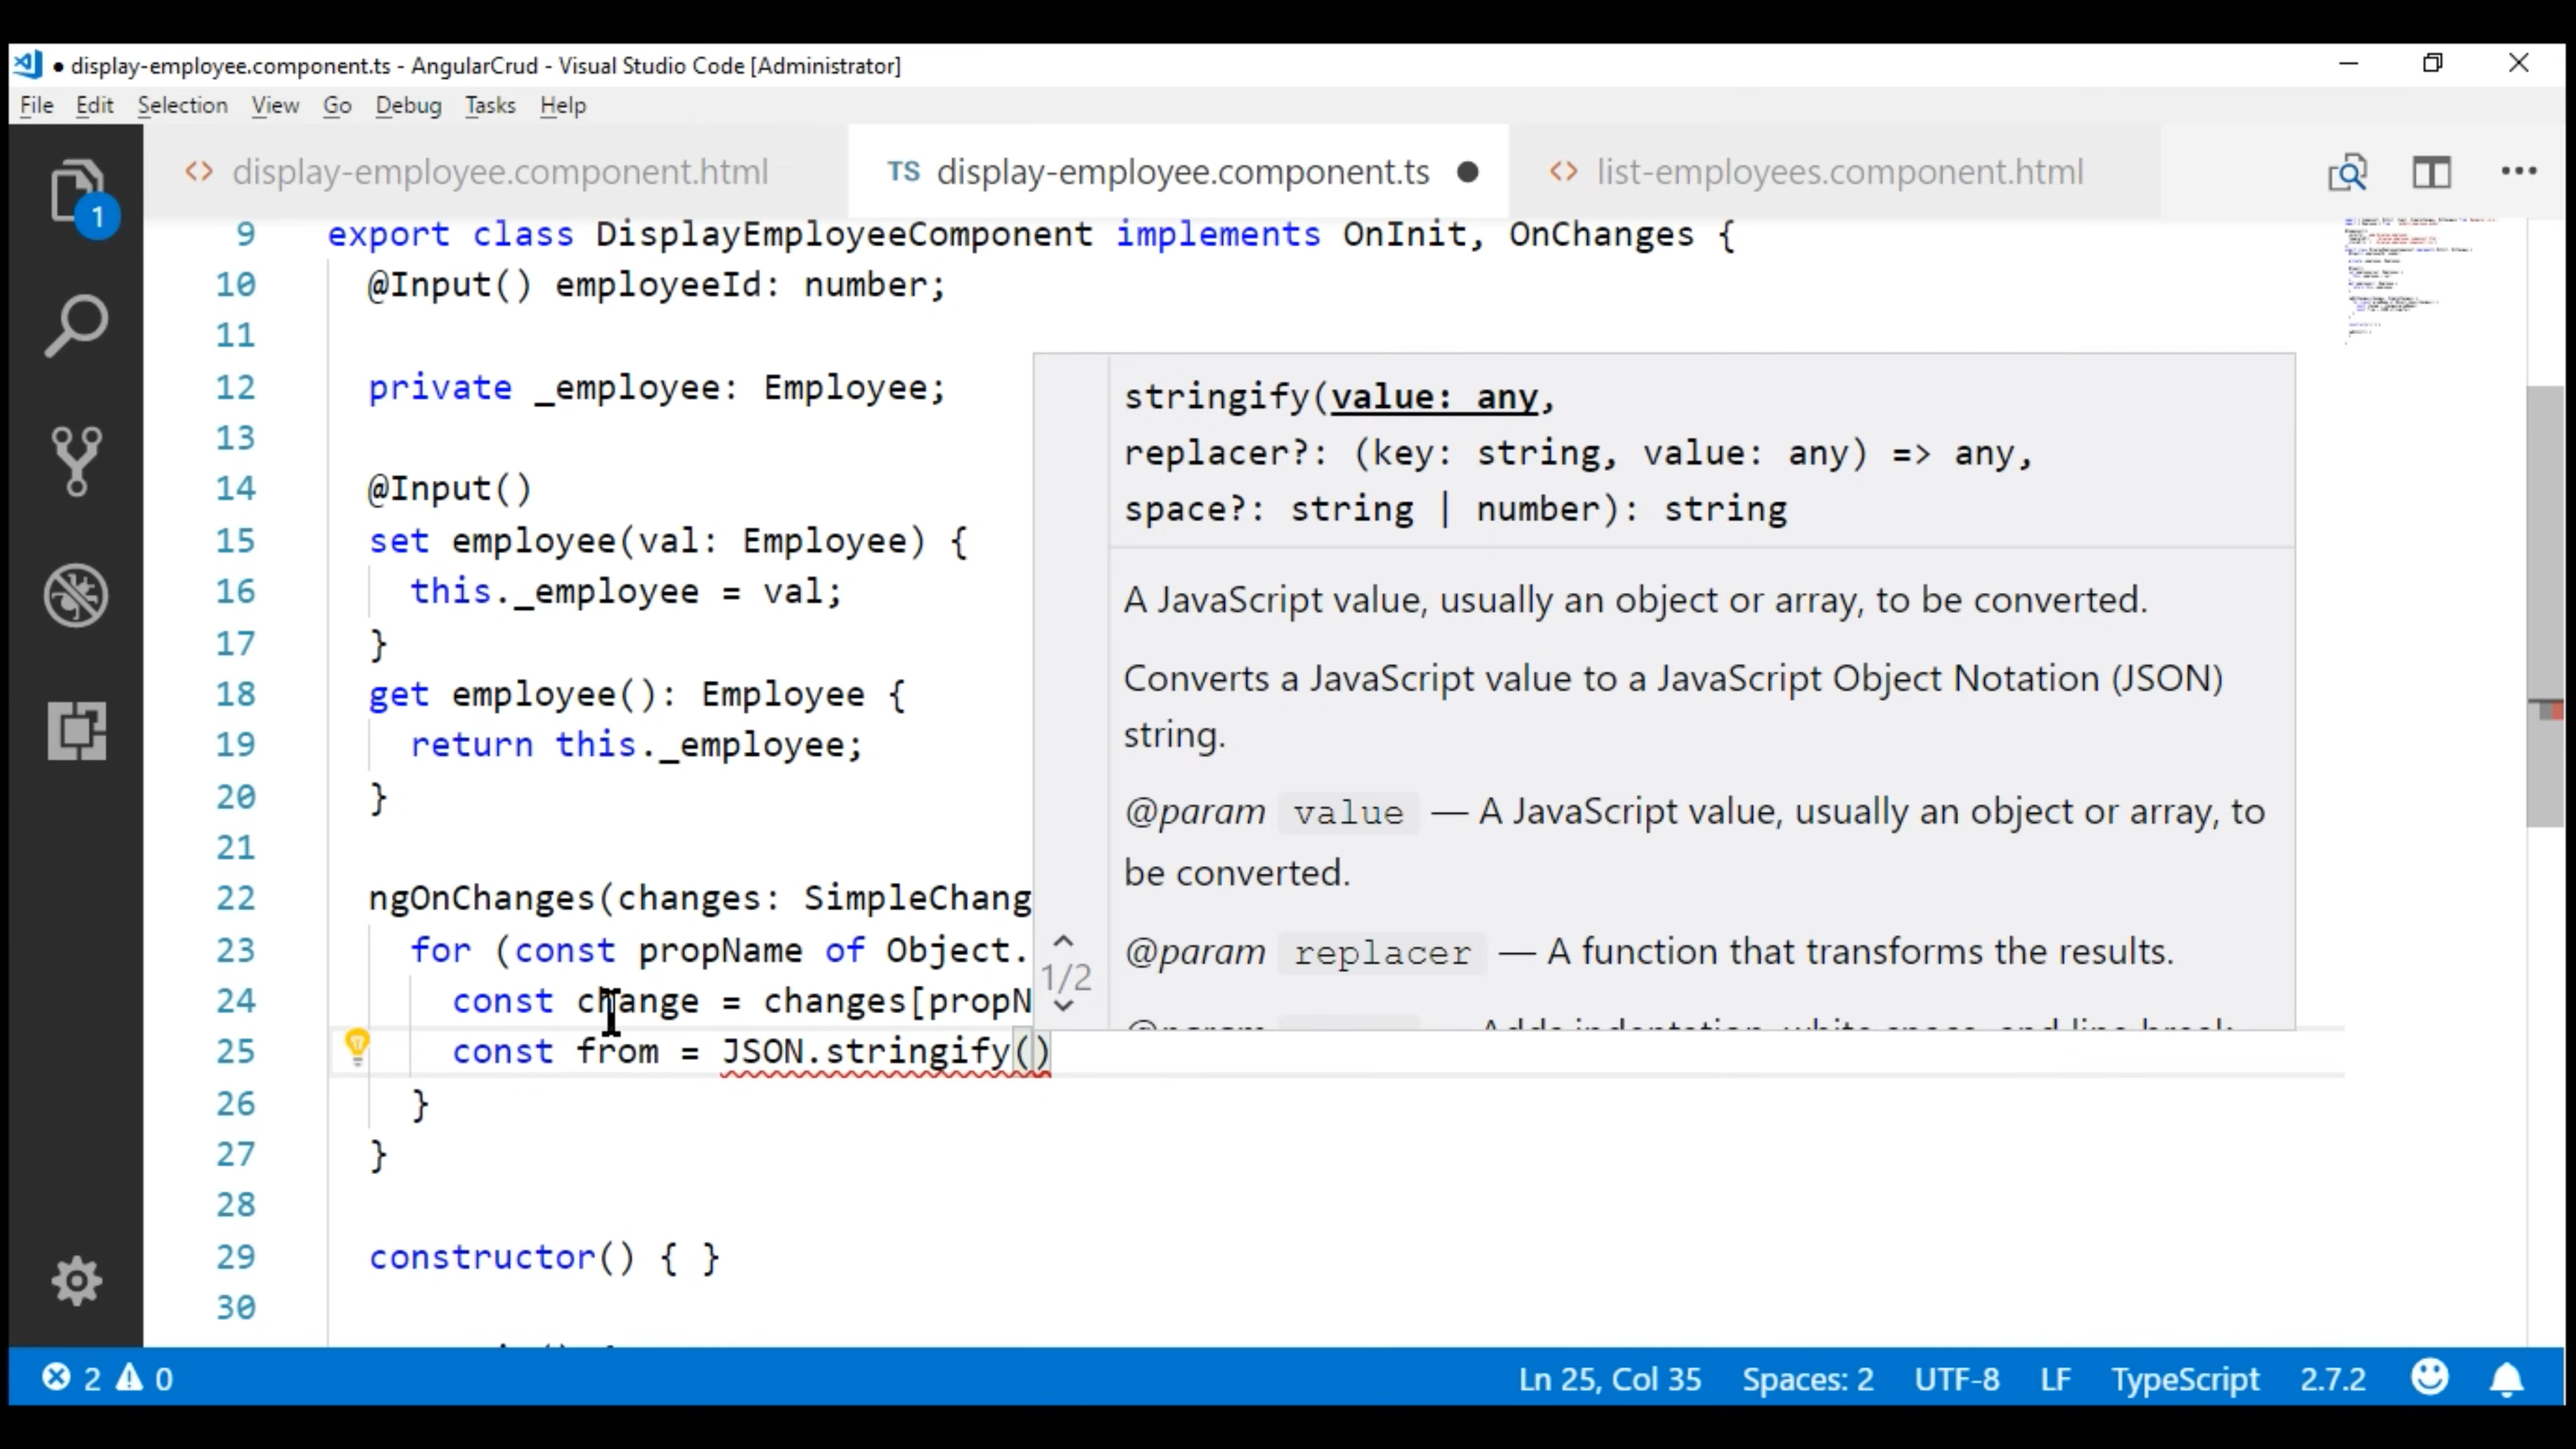 ● display-employee.component.ts - AngularCrud - Visual Studio Code [Administrator]
File Edit Selection View Go Debug Tasks Help
<> display-employee.component.html TS display-employee.component.ts ● <> list-employees.component.html
1
9 export class DisplayEmployeeComponent implements OnInit, OnChanges {
10 @Input() employeeId: number;
11
12 private _employee: Employee;
13
14 @Input()
15 set employee(val: Employee) {
16 this._employee = val;
17 }
18 get employee(): Employee {
19 return this._employee;
20 }
21
22 ngOnChanges(changes: SimpleChang
23 for (const propName of Object.
24 const change = changes[propN
25 const from = JSON.stringify()
26 }
27 }
28
29 constructor() { }
30
stringify(value: any,
replacer?: (key: string, value: any) => any,
space?: string | number): string
A JavaScript value, usually an object or array, to be converted.
Converts a JavaScript value to a JavaScript Object Notation (JSON)
string.
@param value — A JavaScript value, usually an object or array, to
be converted.
@param replacer — A function that transforms the results.
1/2
2 0 Ln 25, Col 35 Spaces: 2 UTF-8 LF TypeScript 2.7.2